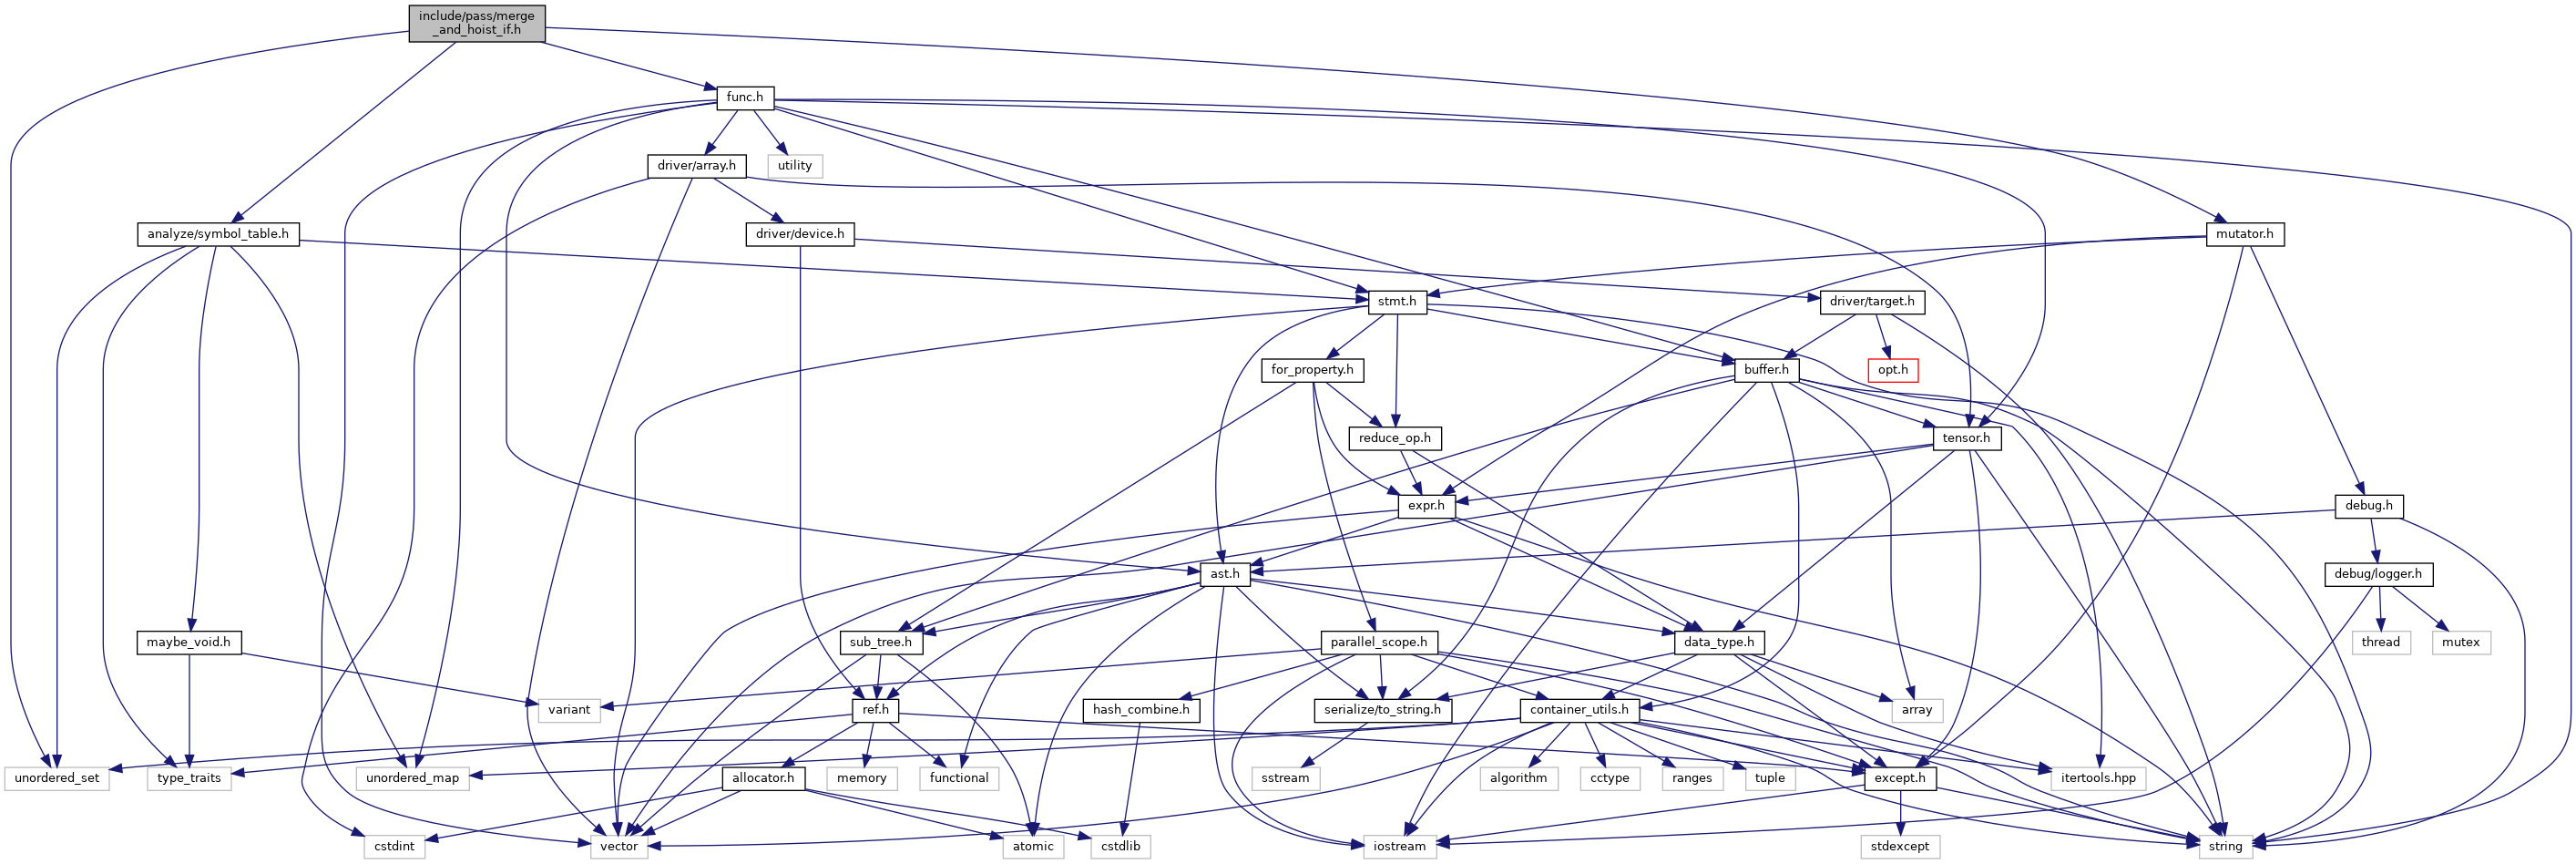 include/pass/merge
_and_hoist_if.h
func.h
driver/array.h
utility
analyze/symbol_table.h
driver/device.h
mutator.h
stmt.h
driver/target.h
for_property.h
buffer.h
opt.h
reduce_op.h
tensor.h
expr.h
debug.h
ast.h
debug/logger.h
maybe_void.h
sub_tree.h
parallel_scope.h
data_type.h
thread
mutex
variant
ref.h
hash_combine.h
serialize/to_string.h
container_utils.h
array
unordered_set
type_traits
unordered_map
allocator.h
memory
functional
sstream
algorithm
cctype
ranges
tuple
except.h
itertools.hpp
cstdint
vector
atomic
cstdlib
iostream
stdexcept
string